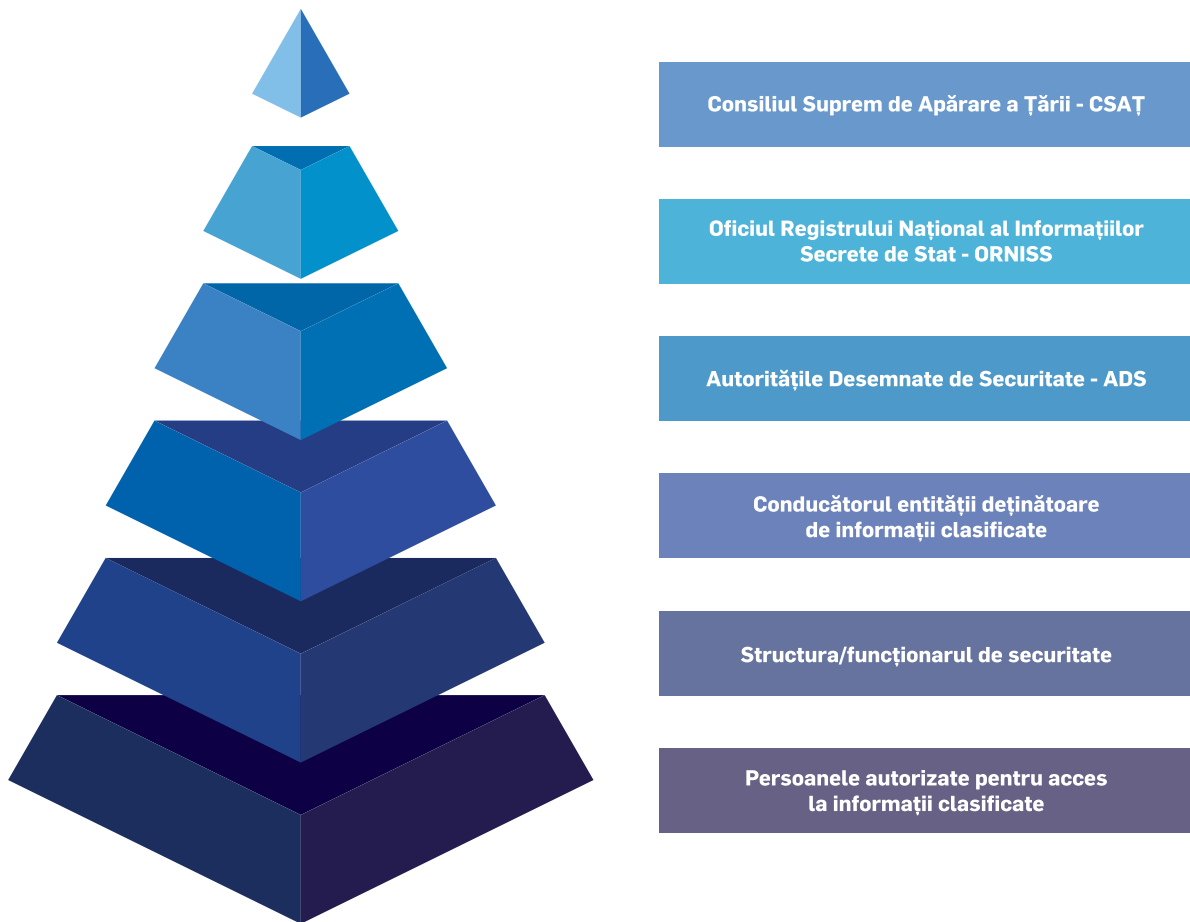 Consiliul Suprem de Apărare a Țării - CSAȚ
Oficiul Registrului Național al Informațiilor
Secrete de Stat - ORNISS
Autoritățile Desemnate de Securitate - ADS
Conducătorul entității deținătoare
de informații clasificate
Structura/funcționarul de securitate
Persoanele autorizate pentru acces
la informații clasificate